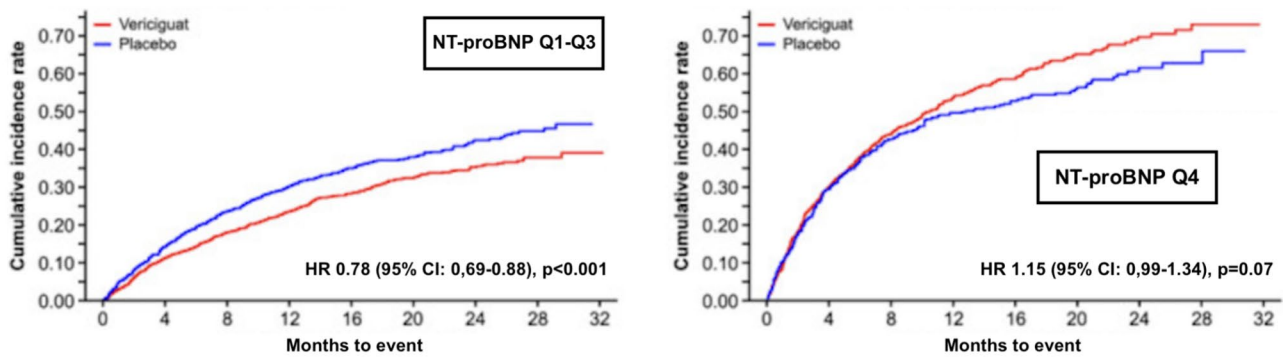 Vericiguat
Placebo
NT-proBNP Q1-Q3
Cumulative incidence rate
0.70
0.60
0.50
0.40
0.30
0.20
0.10
0.00
HR 0.78 (95% CI: 0,69-0.88), p<0.001
0 4 8 12 16 20 24 28 32
Months to event
Vericiguat
Placebo
Cumulative incidence rate
0.70
0.60
0.50
0.40
0.30
0.20
0.10
0.00
NT-proBNP Q4
HR 1.15 (95% CI: 0,99-1.34), p=0.07
0 4 8 12 16 20 24 28 32
Months to event